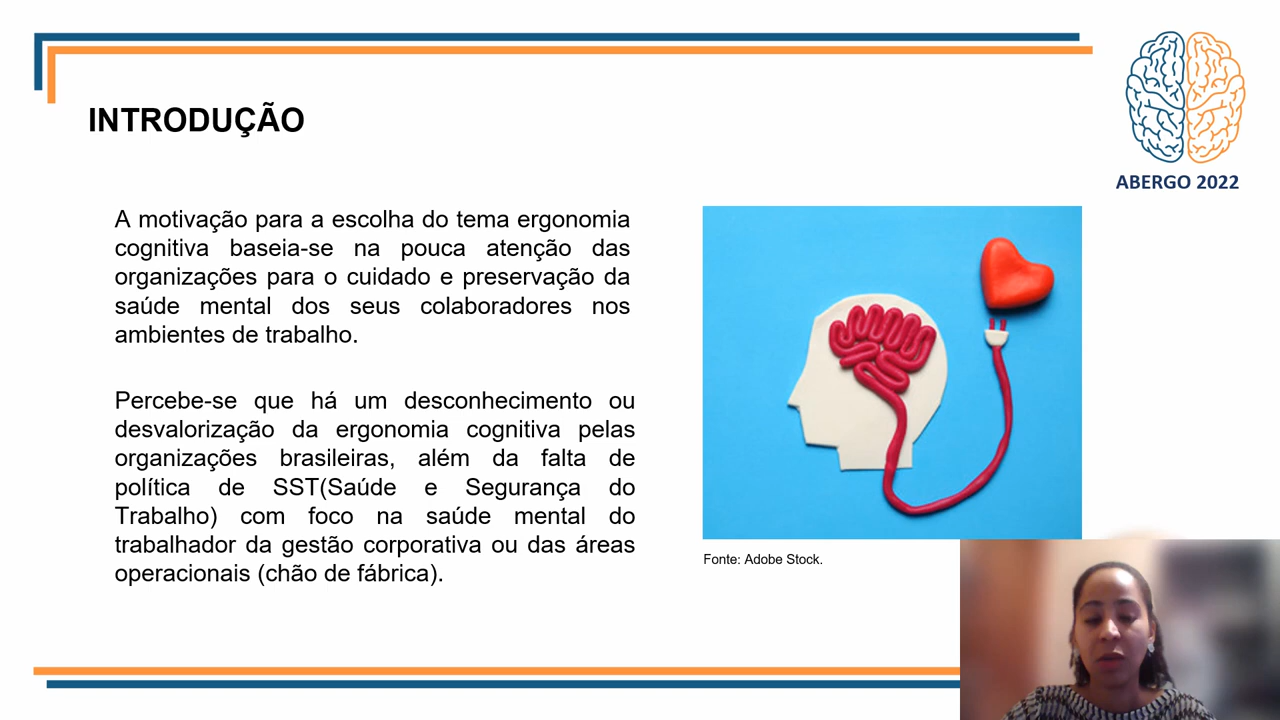 INTRODUÇÃO
ABERGO 2022
A motivação para a escolha do tema ergonomia
cognitiva baseia-se na pouca atenção das
organizações para o cuidado e preservação da
saúde mental dos seus colaboradores nos
ambientes de trabalho.
Percebe-se que há um desconhecimento ou
desvalorização da ergonomia cognitiva pelas
organizações brasileiras, além da falta de
política de SST(Saúde e Segurança do
Trabalho) com foco na saúde mental do
trabalhador da gestão corporativa ou das áreas
operacionais (chão de fábrica).
Fonte: Adobe Stock.